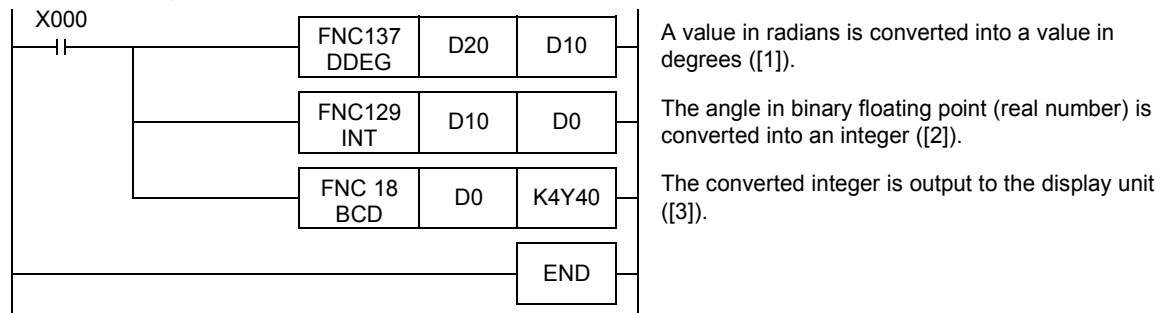 X000
FNC137 DDEG D20 D10
A value in radians is converted into a value in
degrees ([1]).
FNC129 INT D10 D0
The angle in binary floating point (real number) is
converted into an integer ([2]).
FNC 18 BCD D0 K4Y40
The converted integer is output to the display unit
([3]).
END